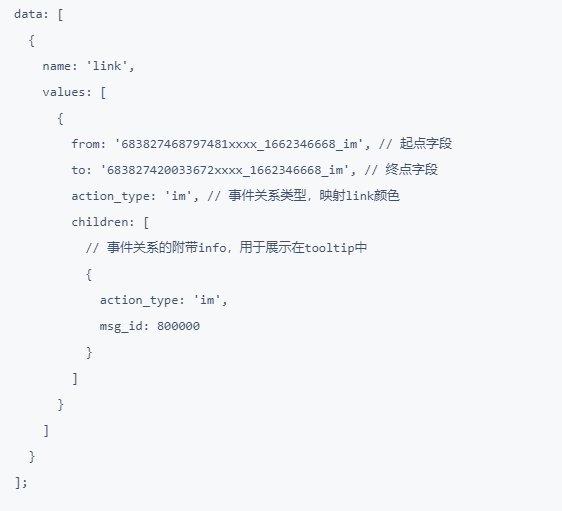 data: [
  {
    name: 'link',
    values: [
      {
        from: '683827468797481xxxx_1662346668_im', // 起点字段
        to: '683827420033672xxxx_1662346668_im', // 终点字段
        action_type: 'im', // 事件关系类型，映射link颜色
        children: [
          // 事件关系的附带info，用于展示在tooltip中
          {
            action_type: 'im',
            msg_id: 800000
          }
        ]
      }
    ]
  }
];